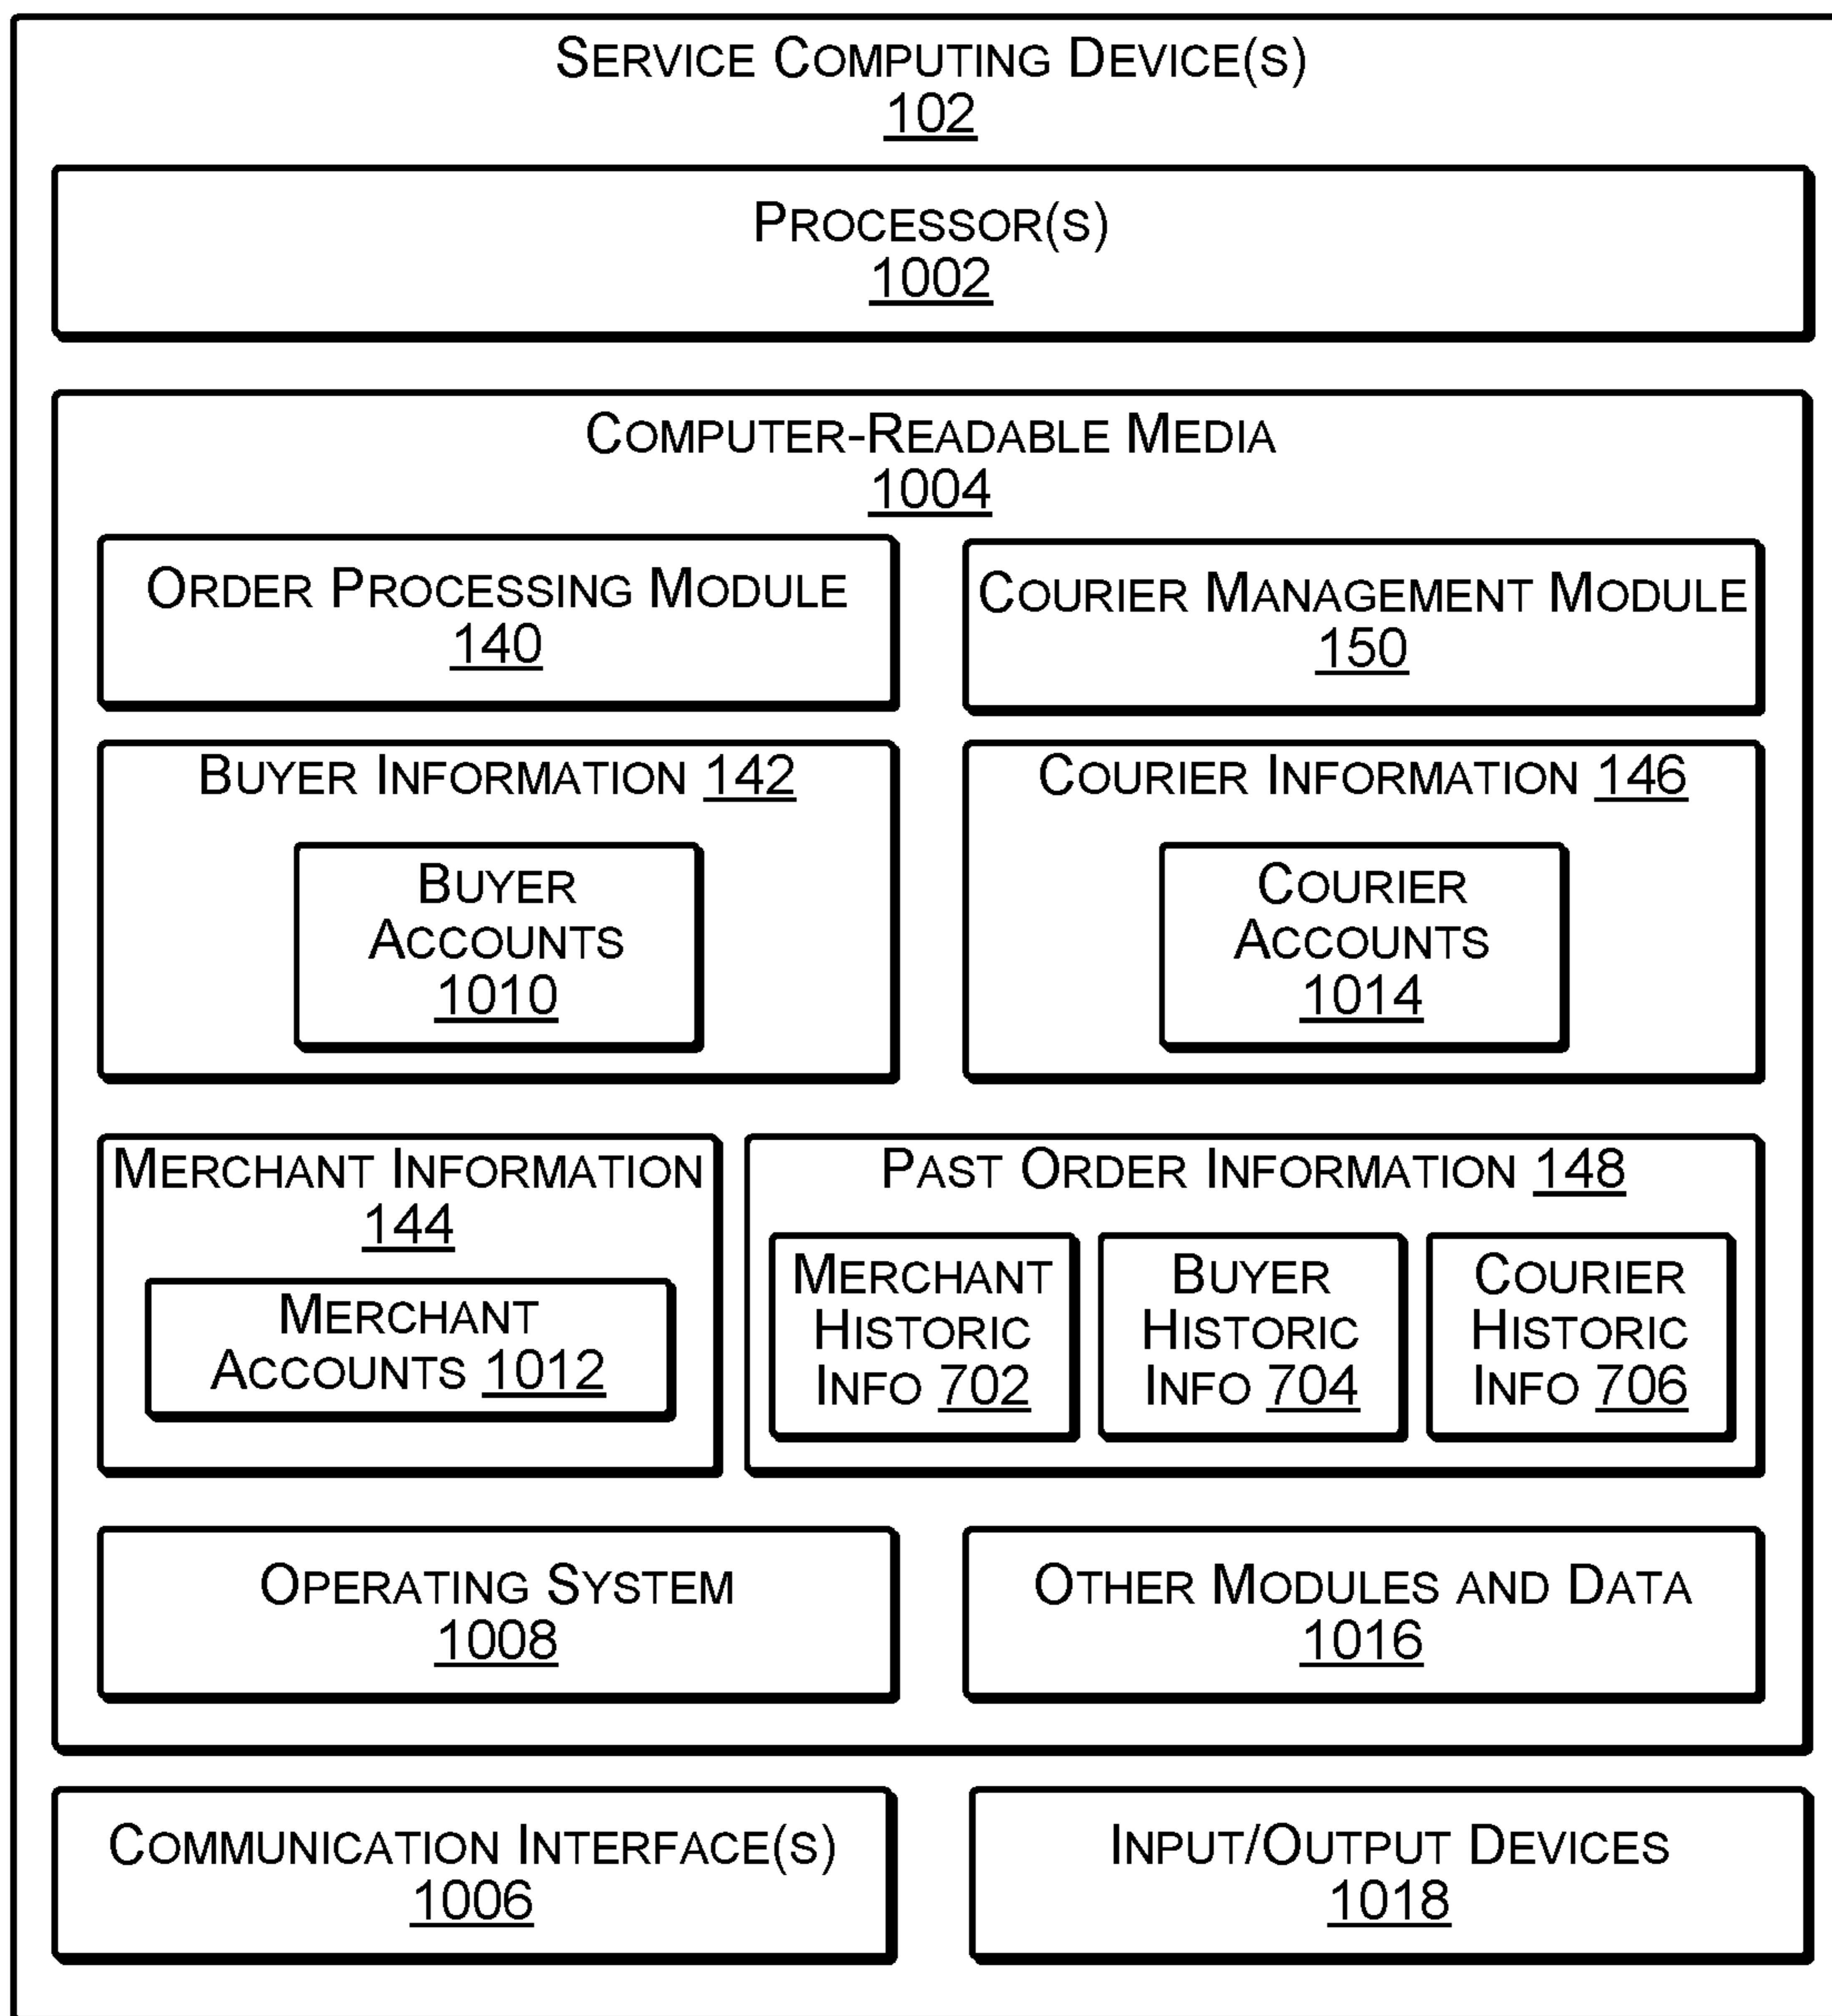 SERVICE COMPUTING DEVICE(S)
102
PROCESSOR(S)
1002
COMPUTER-READABLE MEDIA
1004
ORDER PROCESSING MODULE
140
COURIER MANAGEMENT MODULE
150
BUYER INFORMATION 142
BUYER
ACCOUNTS
1010
COURIER INFORMATION 146
COURIER
ACCOUNTS
1014
MERCHANT INFORMATION
144
MERCHANT
ACCOUNTS 1012
PAST ORDER INFORMATION 148
MERCHANT
HISTORIC
INFO 702
BUYER
HISTORIC
INFO 704
COURIER
HISTORIC
INFO 706
OPERATING SYSTEM
1008
OTHER MODULES AND DATA
1016
COMMUNICATION INTERFACE(S)
1006
INPUT/OUTPUT DEVICES
1018